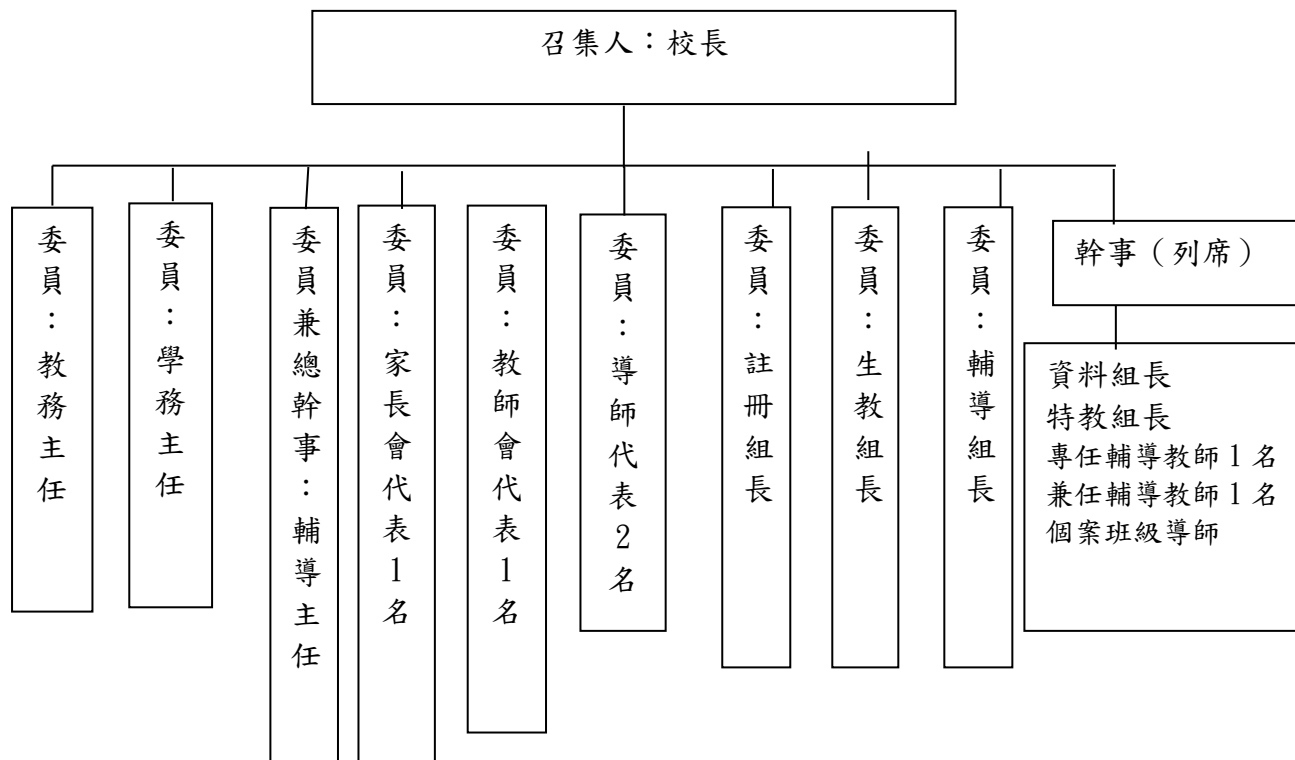 召集人：校長
委員：教務主任
委員：學務主任
委員兼總幹事：輔導主任
委員：家長會代表1名
委員：教師會代表1名
委員：導師代表2名
委員：註冊組長
委員：生教組長
委員：輔導組長
幹事（列席）
資料組長
特教組長
專任輔導教師1名
兼任輔導教師1名
個案班級導師